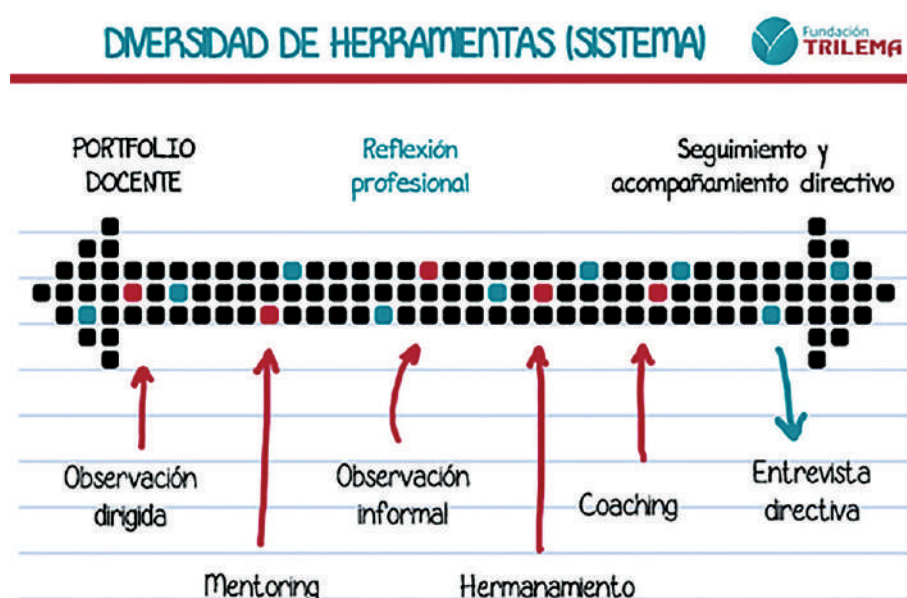 DIVERSIDAD DE HERRAMIENTAS (SISTEMA)
Fundación
TRILEMA
PORTFOLIO
DOCENTE
Reflexión
profesional
Seguimiento y
acompañamiento directivo
Observación
dirigida
Mentoring
Observación
informal
Hermanamiento
Coaching
Entrevista
directiva